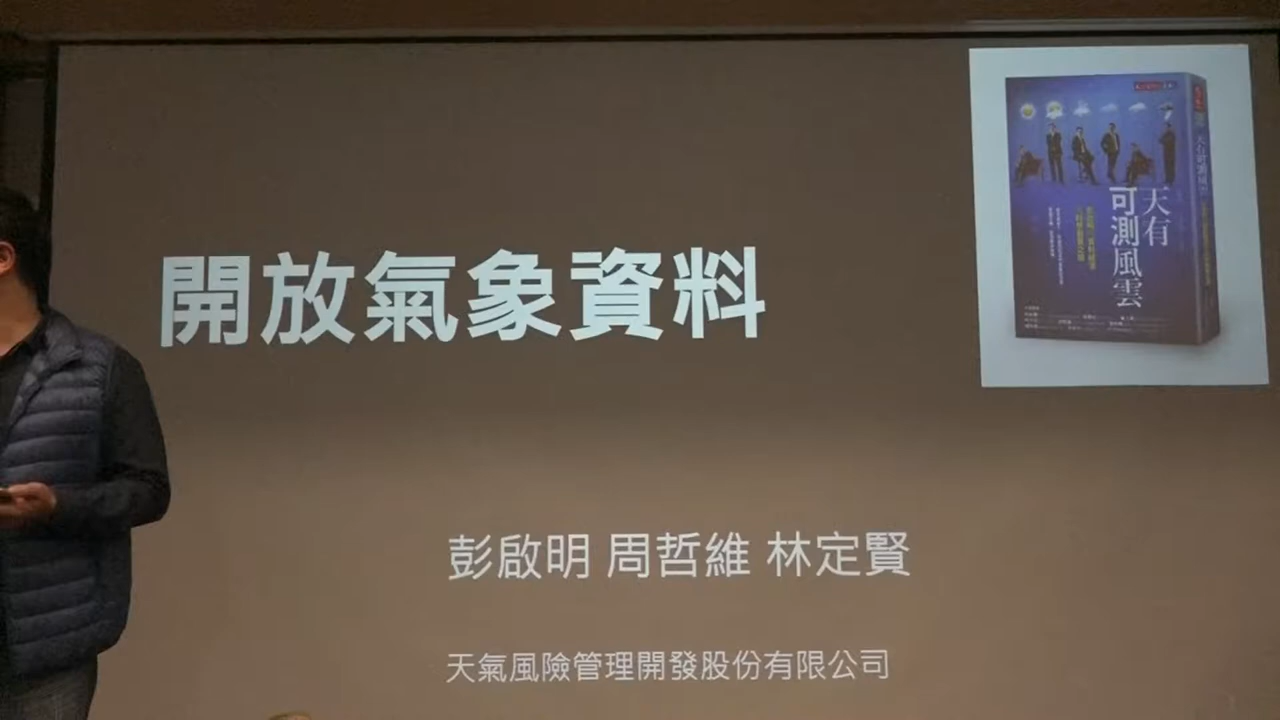 開放氣象資料
天有
可測風雲
彭啟明 周哲維 林定賢
天氣風險管理開發股份有限公司